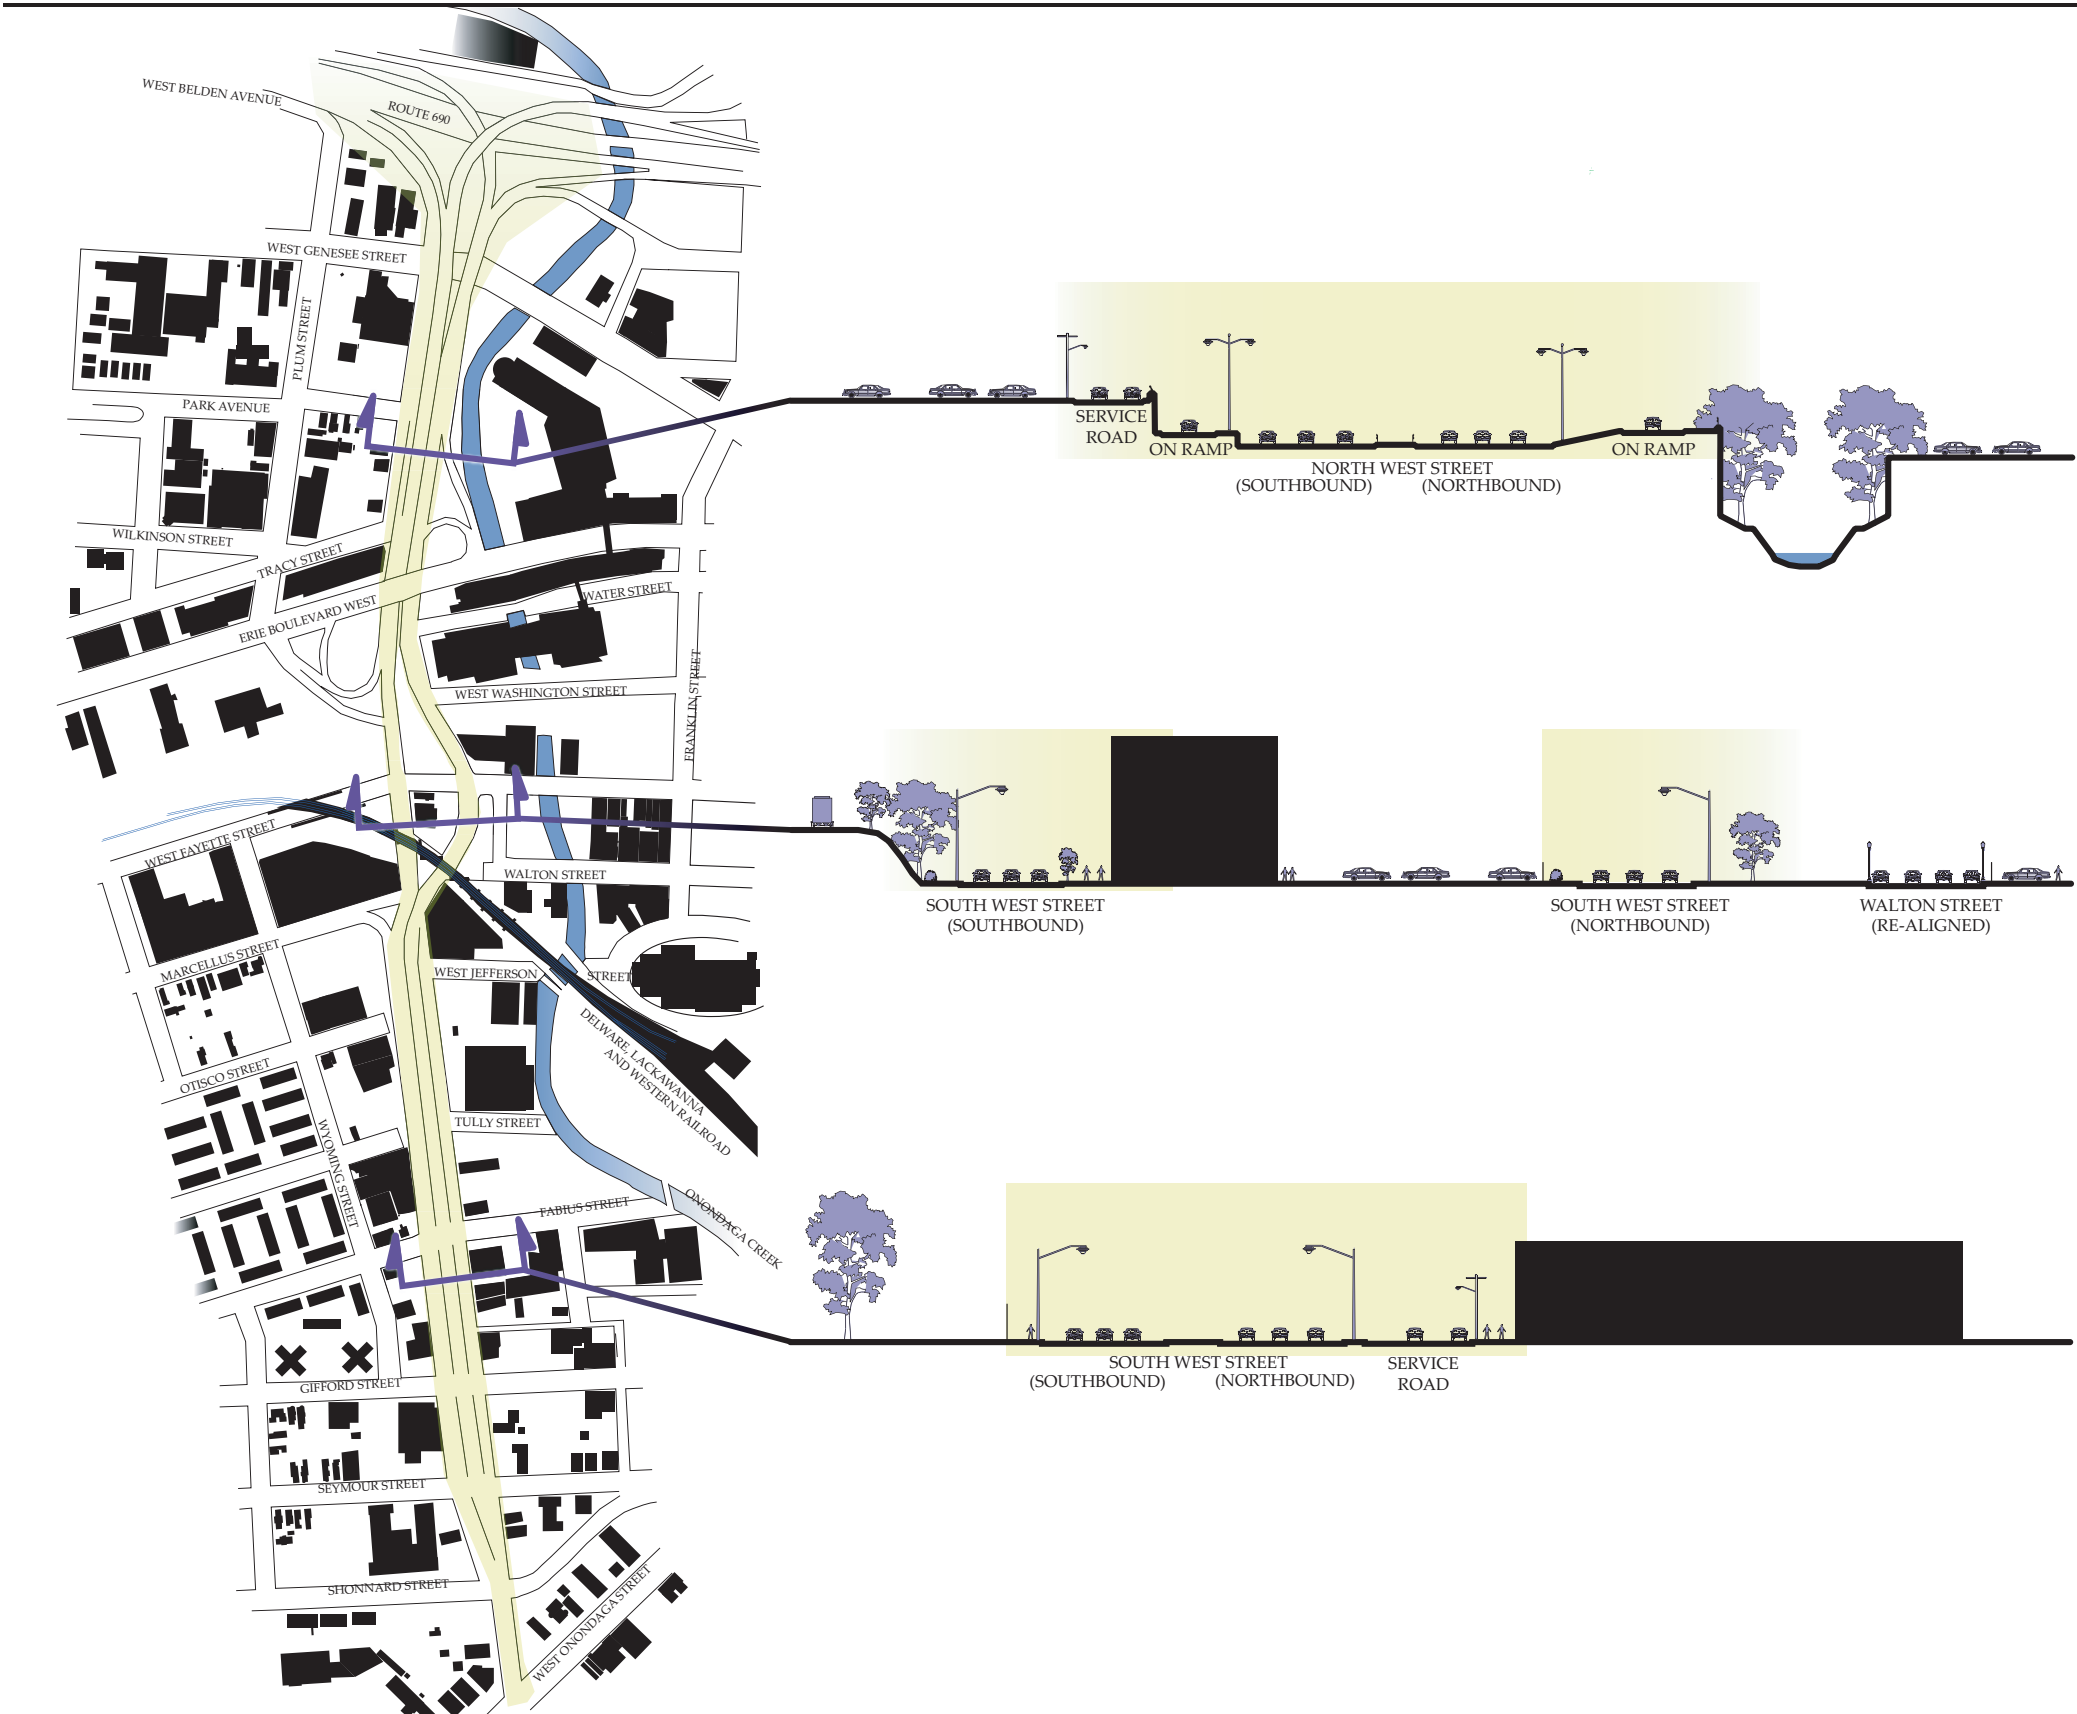 WEST BELDEN AVENUE
ROUTE 690
WEST GENESEE STREET
PLUM STREET
PARK AVENUE
WILKINSON STREET
TRACY STREET
ERIE BOULEVARD WEST
WATER STREET
WEST WASHINGTON STREET
FRANKLIN STREET
WEST FAYETTE STREET
WALTON STREET
MARCELLUS STREET
WEST JEFFERSON
STREET
DELWARE, LACKAWANNA
AND WESTERN RAILROAD
OTISCO STREET
WYOMING STREET
TULLY STREET
FABIUS STREET
ONONDAGA CREEK
GIFFORD STREET
SEYMOUR STREET
SHONNARD STREET
WEST ONONDAGA STREET
SERVICE
ROAD
ON RAMP
NORTH WEST STREET
(SOUTHBOUND)
(NORTHBOUND)
ON RAMP
SOUTH WEST STREET
(SOUTHBOUND)
SOUTH WEST STREET
(NORTHBOUND)
WALTON STREET
(RE-ALIGNED)
SOUTH WEST STREET
(SOUTHBOUND)
(NORTHBOUND)
SERVICE
ROAD